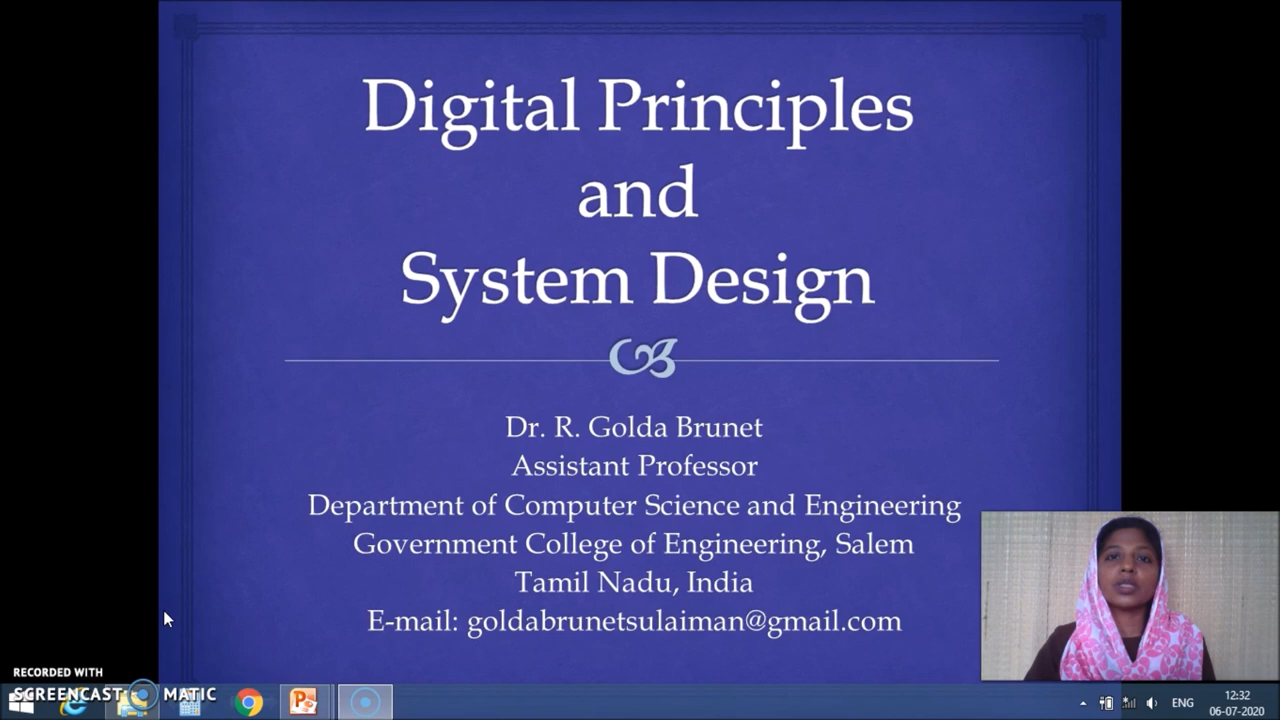 Digital Principles
and
System Design
Dr. R. Golda Brunet
Assistant Professor
Department of Computer Science and Engineering
Government College of Engineering, Salem
Tamil Nadu, India
E-mail: goldabrunetsulaiman@gmail.com
RECORDED WITH
SCREENCAST MATIC
ENG
12:32
06-07-2020